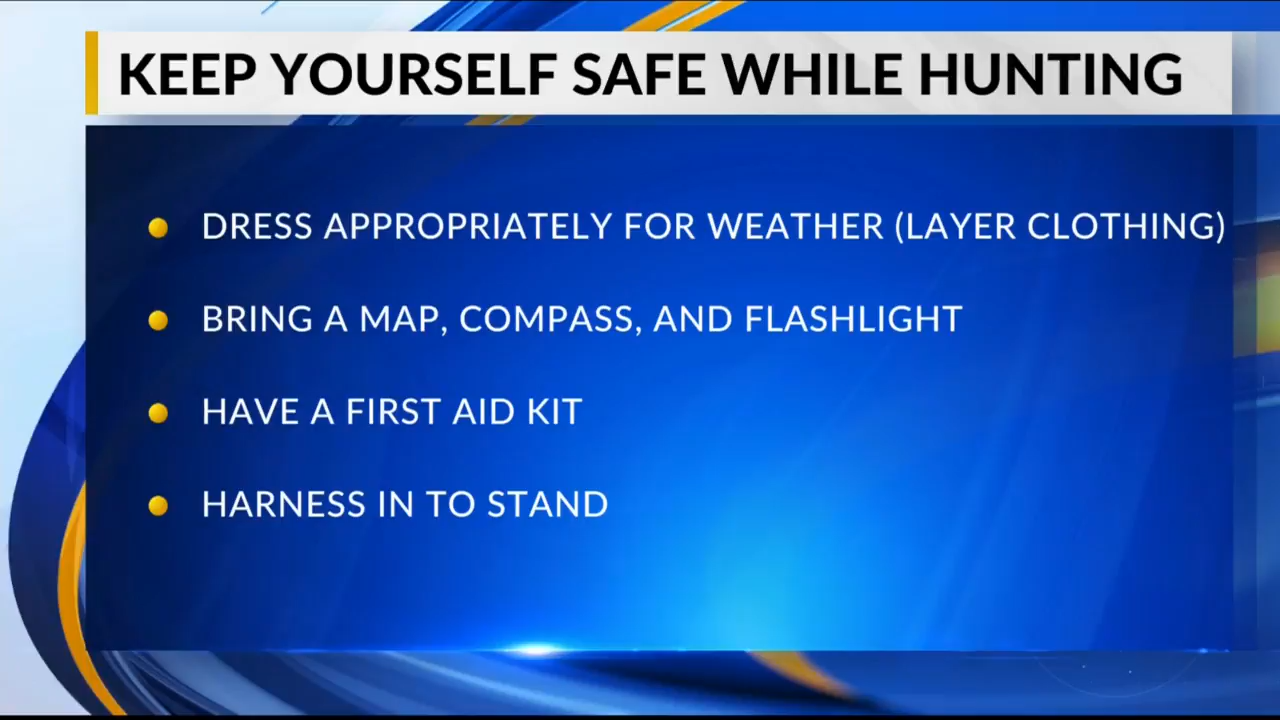 KEEP YOURSELF SAFE WHILE HUNTING
DRESS APPROPRIATELY FOR WEATHER (LAYER CLOTHING)
BRING A MAP, COMPASS, AND FLASHLIGHT
HAVE A FIRST AID KIT
HARNESS IN TO STAND